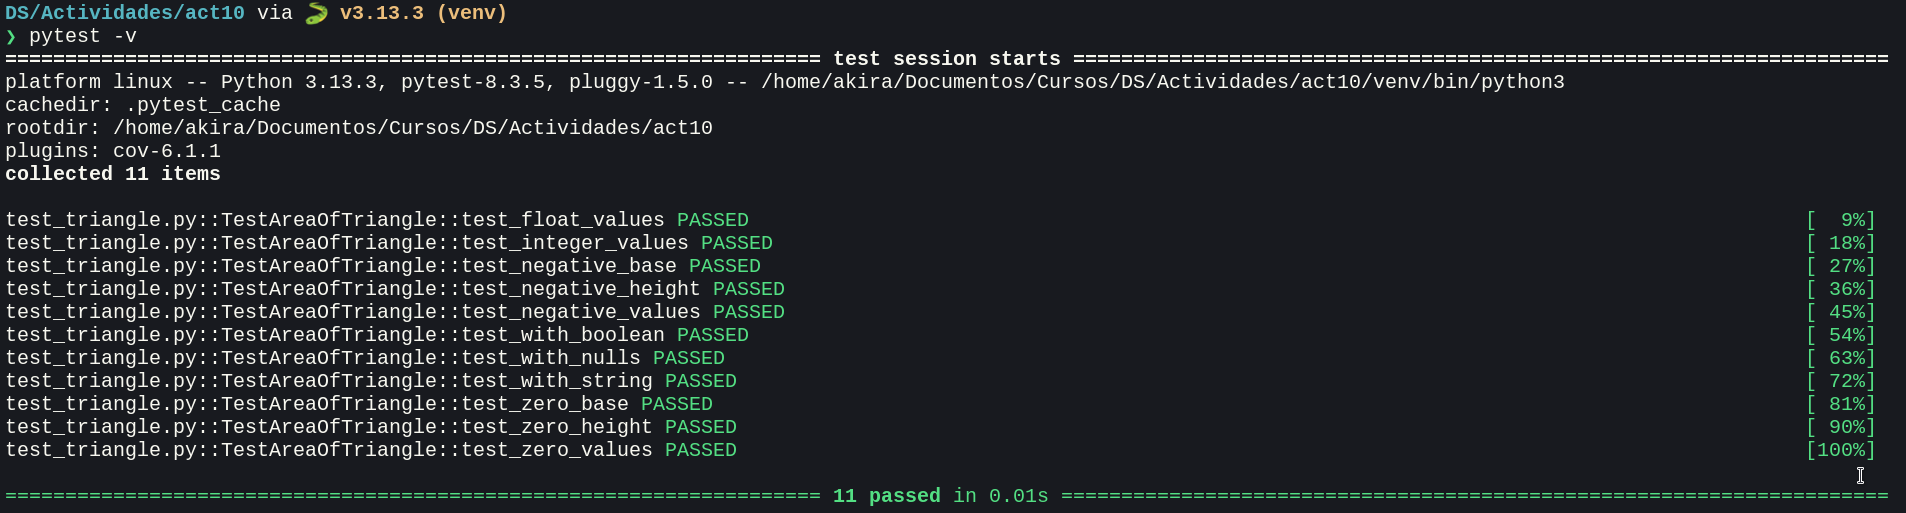 DS/Actividades/act10 via 🐍 v3.13.3 (venv)
❯ pytest -v
==================================================================== test session starts ====================================================================
platform linux -- Python 3.13.3, pytest-8.3.5, pluggy-1.5.0 -- /home/akira/Documentos/Cursos/DS/Actividades/act10/venv/bin/python3
cachedir: .pytest_cache
rootdir: /home/akira/Documentos/Cursos/DS/Actividades/act10
plugins: cov-6.1.1
collected 11 items
test_triangle.py::TestAreaOfTriangle::test_float_values PASSED [  9%]
test_triangle.py::TestAreaOfTriangle::test_integer_values PASSED [ 18%]
test_triangle.py::TestAreaOfTriangle::test_negative_base PASSED [ 27%]
test_triangle.py::TestAreaOfTriangle::test_negative_height PASSED [ 36%]
test_triangle.py::TestAreaOfTriangle::test_negative_values PASSED [ 45%]
test_triangle.py::TestAreaOfTriangle::test_with_boolean PASSED [ 54%]
test_triangle.py::TestAreaOfTriangle::test_with_nulls PASSED [ 63%]
test_triangle.py::TestAreaOfTriangle::test_with_string PASSED [ 72%]
test_triangle.py::TestAreaOfTriangle::test_zero_base PASSED [ 81%]
test_triangle.py::TestAreaOfTriangle::test_zero_height PASSED [ 90%]
test_triangle.py::TestAreaOfTriangle::test_zero_values PASSED [100%]
==================================================================== 11 passed in 0.01s =====================================================================